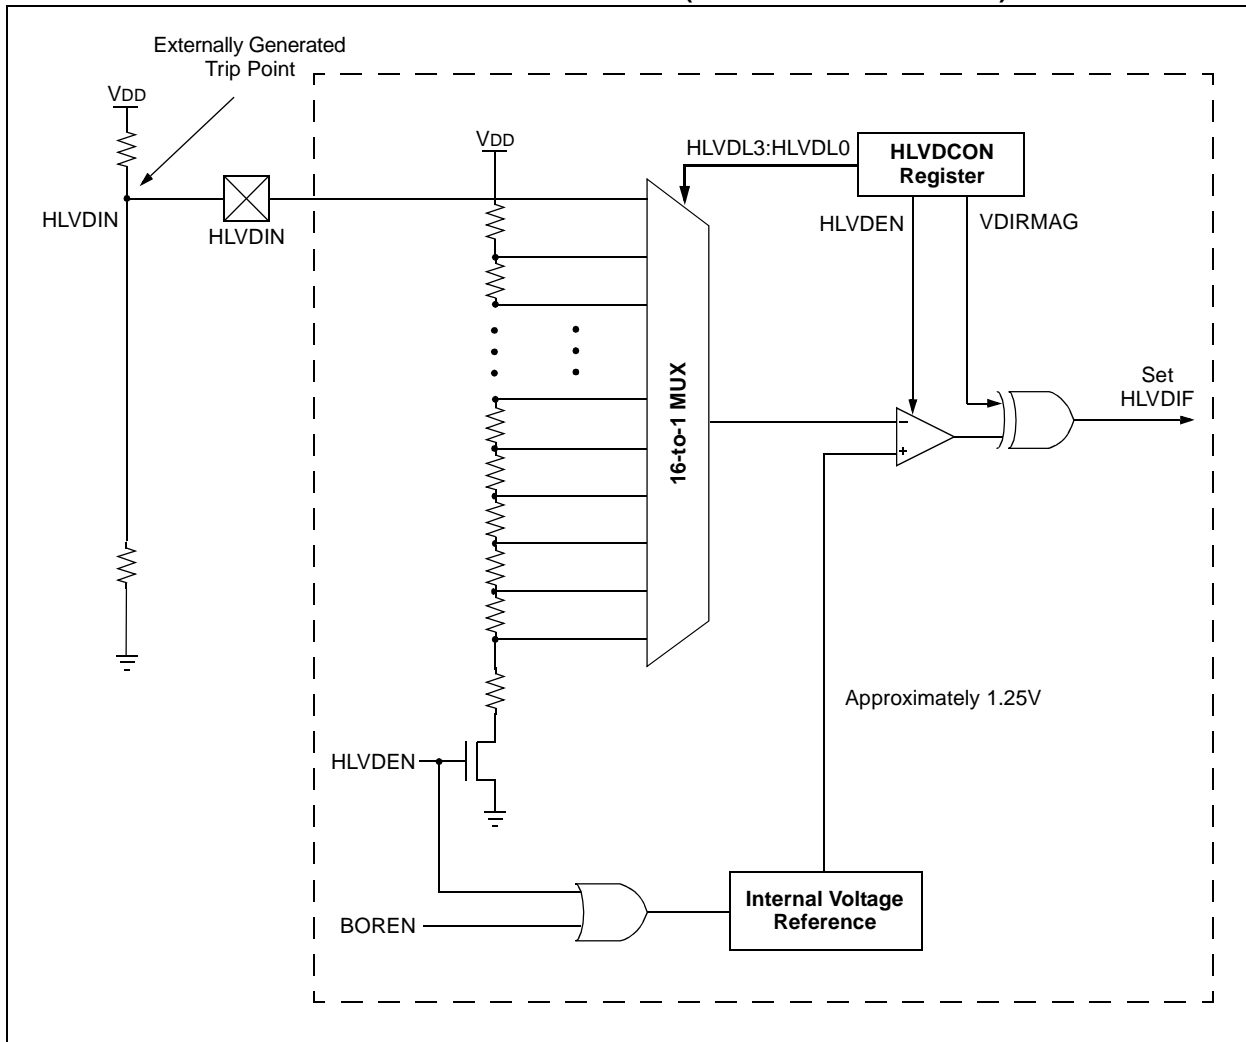 Externally Generated
Trip Point
VDD
VDD
HLVDL3:HLVDL0
HLVDCON
Register
HLVDIN
HLVDIN
HLVDEN
VDIRMAG
16-to-1 MUX
–
+
Set
HLVDIF
Approximately 1.25V
HLVDEN
BOREN
Internal Voltage
Reference